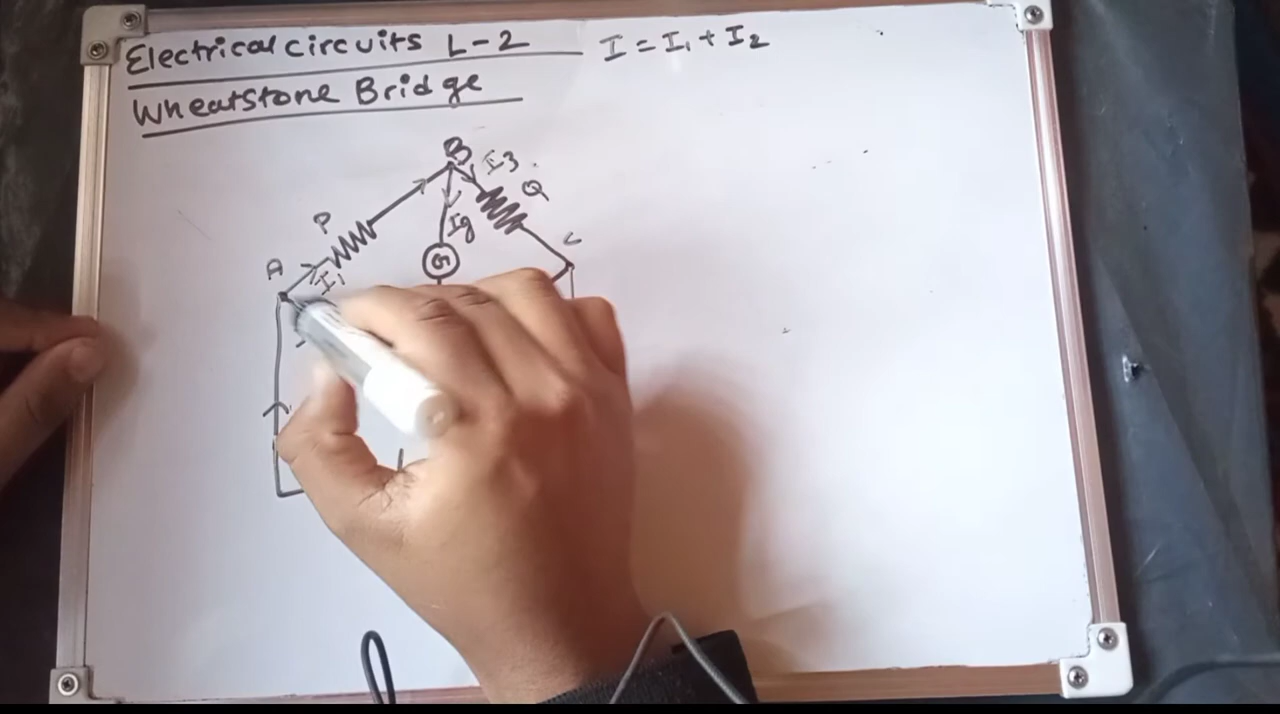 Electrical circuits L-2
I = I₁ + I₂
Wheatstone Bridge
B
I3
Q
P
Ig
A
I₁
G
C